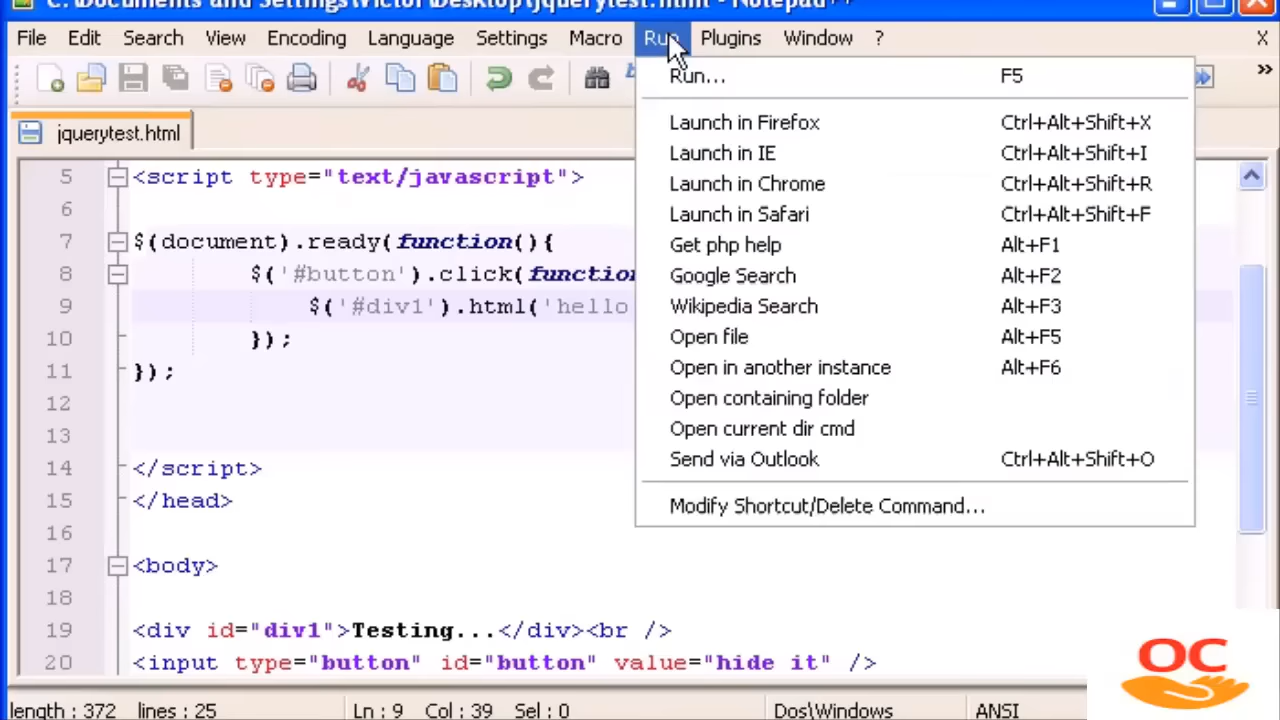 C:\Documents and Settings\Victor\Desktop\jquerytest.html - Notepad++
File Edit Search View Encoding Language Settings Macro Run Plugins Window ? X
jquerytest.html
Run... F5
Launch in Firefox Ctrl+Alt+Shift+X
Launch in IE Ctrl+Alt+Shift+I
Launch in Chrome Ctrl+Alt+Shift+R
Launch in Safari Ctrl+Alt+Shift+F
Get php help Alt+F1
Google Search Alt+F2
Wikipedia Search Alt+F3
Open file Alt+F5
Open in another instance Alt+F6
Open containing folder
Open current dir cmd
Send via Outlook Ctrl+Alt+Shift+O
Modify Shortcut/Delete Command...
5 <script type="text/javascript">
6
7 $(document).ready(function(){
8 $('#button').click(function
9 $('#div1').html('hello
10 });
11 });
12
13
14 </script>
15 </head>
16
17 <body>
18
19 <div id="div1">Testing...</div><br />
20 <input type="button" id="button" value="hide it" />
OC
length : 372 lines : 25 Ln : 9 Col : 39 Sel : 0 Dos\Windows ANSI